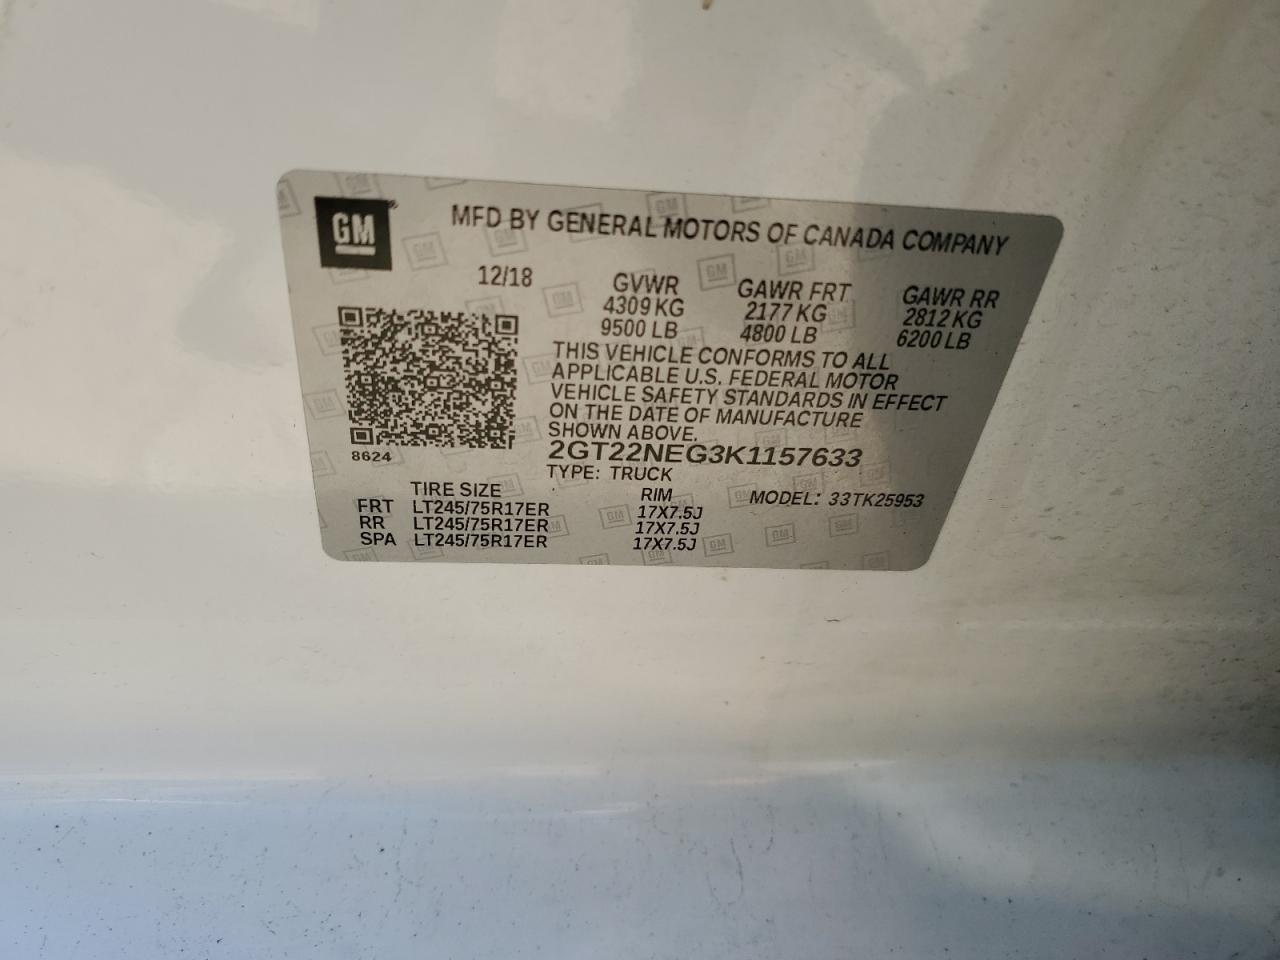 GM
MFD BY GENERAL MOTORS OF CANADA COMPANY
12/18
GVWR GAWR FRT GAWR RR
4309 KG 2177 KG 2812 KG
9500 LB 4800 LB 6200 LB
THIS VEHICLE CONFORMS TO ALL
APPLICABLE U.S. FEDERAL MOTOR
VEHICLE SAFETY STANDARDS IN EFFECT
ON THE DATE OF MANUFACTURE
SHOWN ABOVE.
8624
2GT22NEG3K1157633
TYPE: TRUCK
TIRE SIZE RIM MODEL: 33TK25953
FRT LT245/75R17ER 17X7.5J
RR LT245/75R17ER 17X7.5J
SPA LT245/75R17ER 17X7.5J